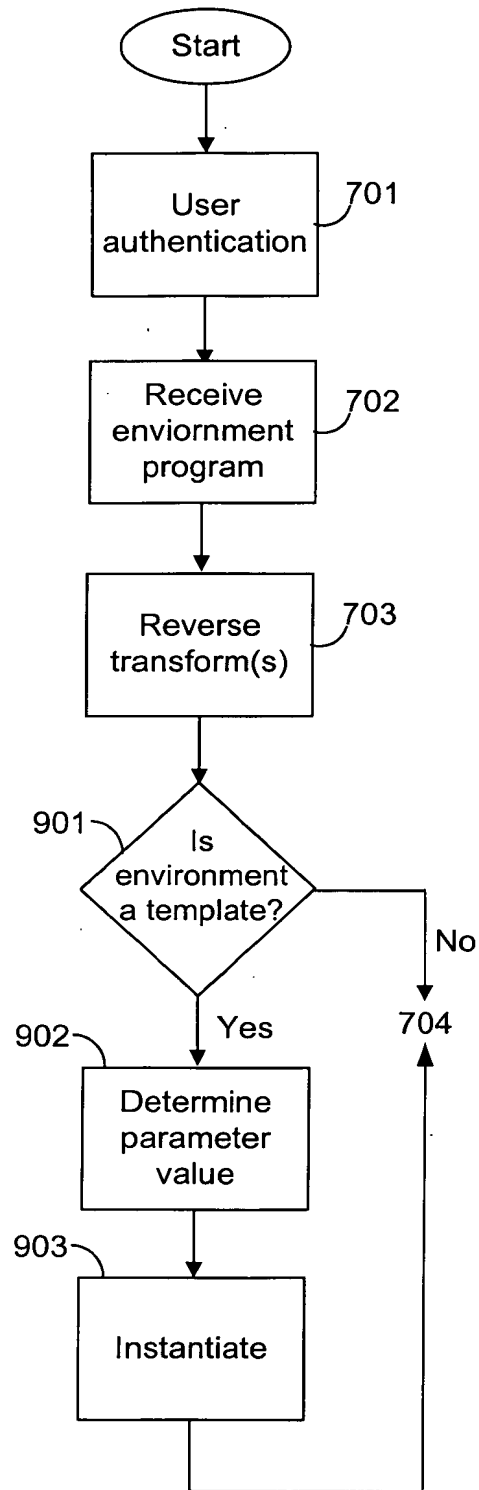 Start
User
authentication
701
Receive
enviornment
program
702
Reverse
transform(s)
703
901
Is
environment
a template?
No
704
Yes
902
Determine
parameter
value
903
Instantiate